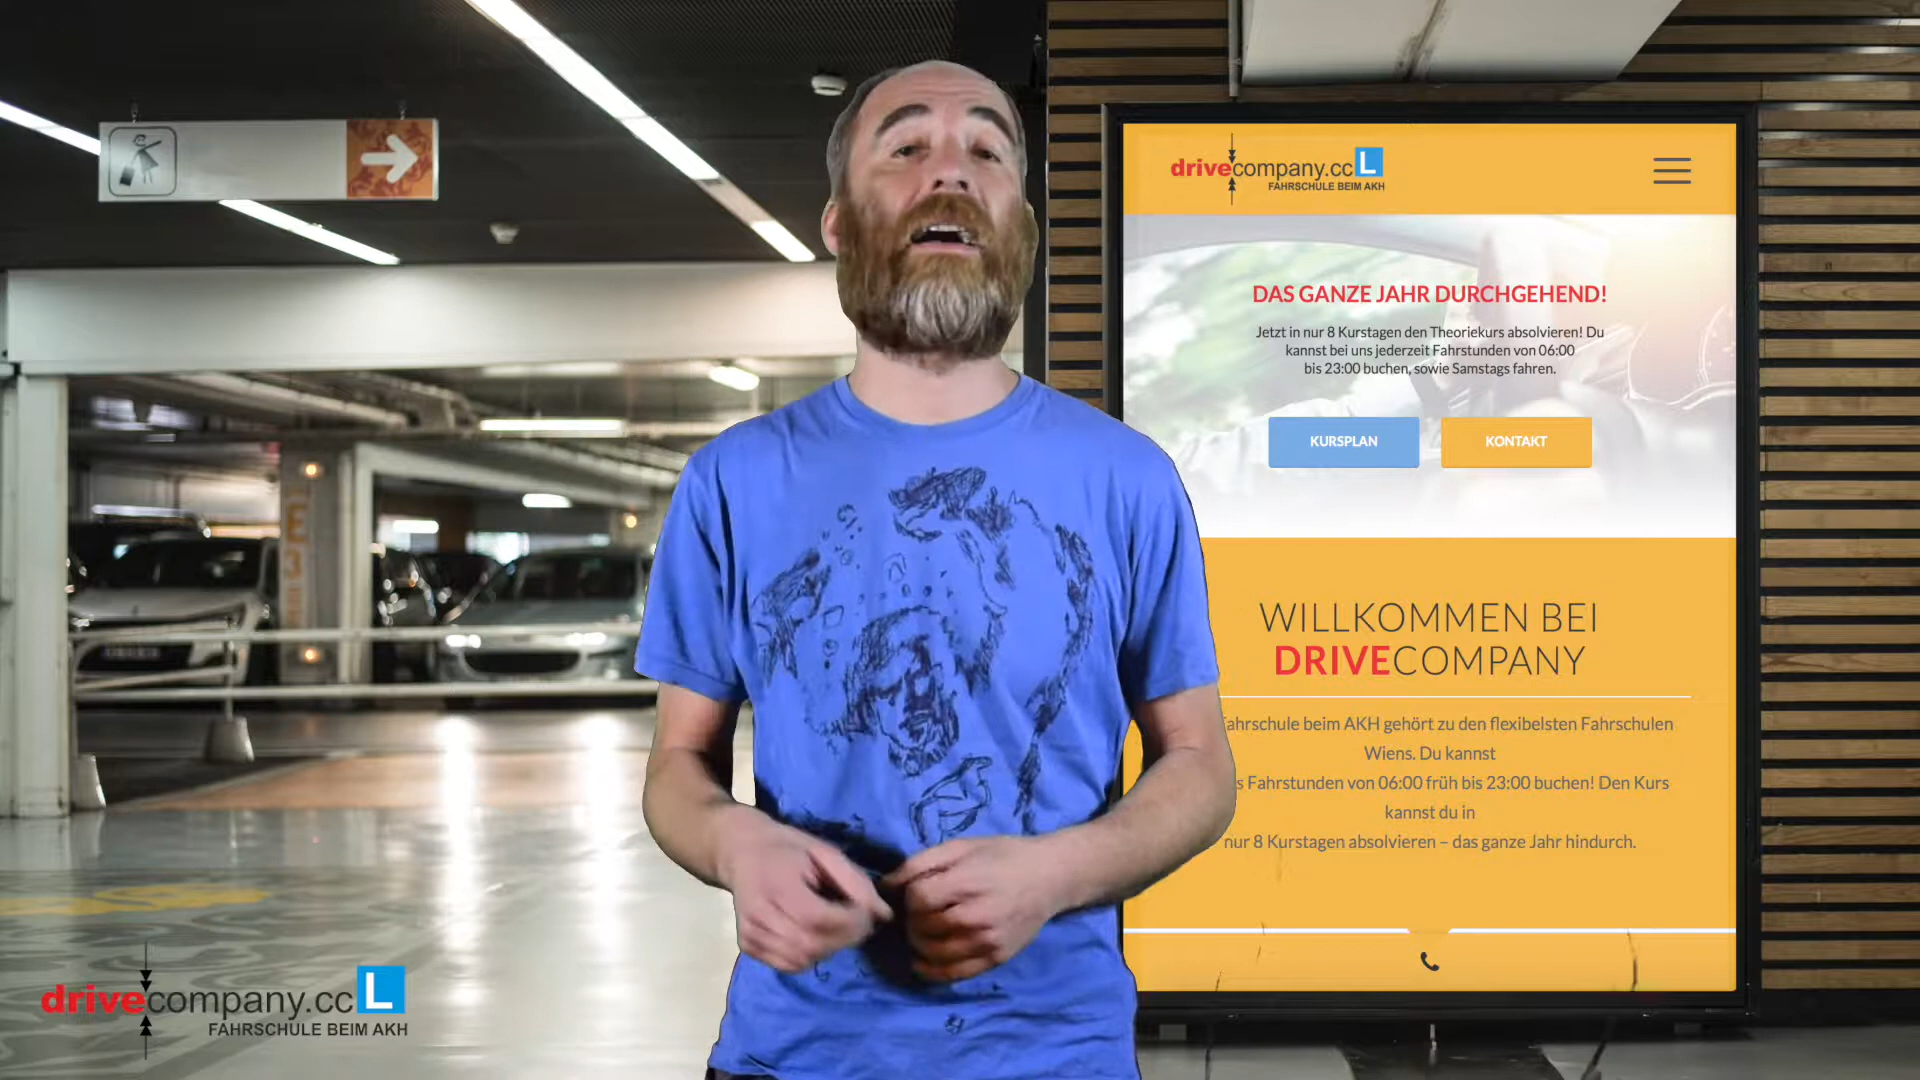 drivecompany.cc L
FAHRSCHULE BEIM AKH
DAS GANZE JAHR DURCHGEHEND!
Jetzt in nur 8 Kurstagen den Theoriekurs absolvieren! Du
kannst bei uns jederzeit Fahrstunden von 06:00
bis 23:00 buchen, sowie Samstags fahren.
KURSPLAN
KONTAKT
WILLKOMMEN BEI
DRIVECOMPANY
Fahrschule beim AKH gehört zu den flexibelsten Fahrschulen
Wiens. Du kannst
Fahrstunden von 06:00 früh bis 23:00 buchen! Den Kurs
kannst du in
nur 8 Kurstagen absolvieren – das ganze Jahr hindurch.
drivecompany.cc L
FAHRSCHULE BEIM AKH